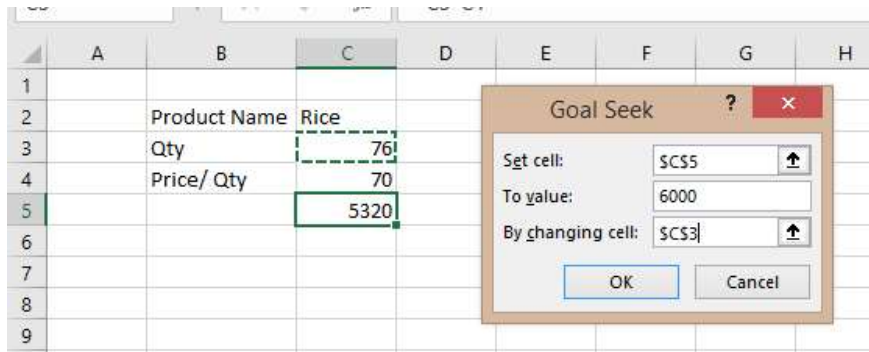 A B C D E F G H
1
2 Product Name Rice
3 Qty 76
4 Price/ Qty 70
5 5320
6
7
8
9
Goal Seek ? ×
Set cell: $C$5
To value: 6000
By changing cell: $C$3
OK Cancel